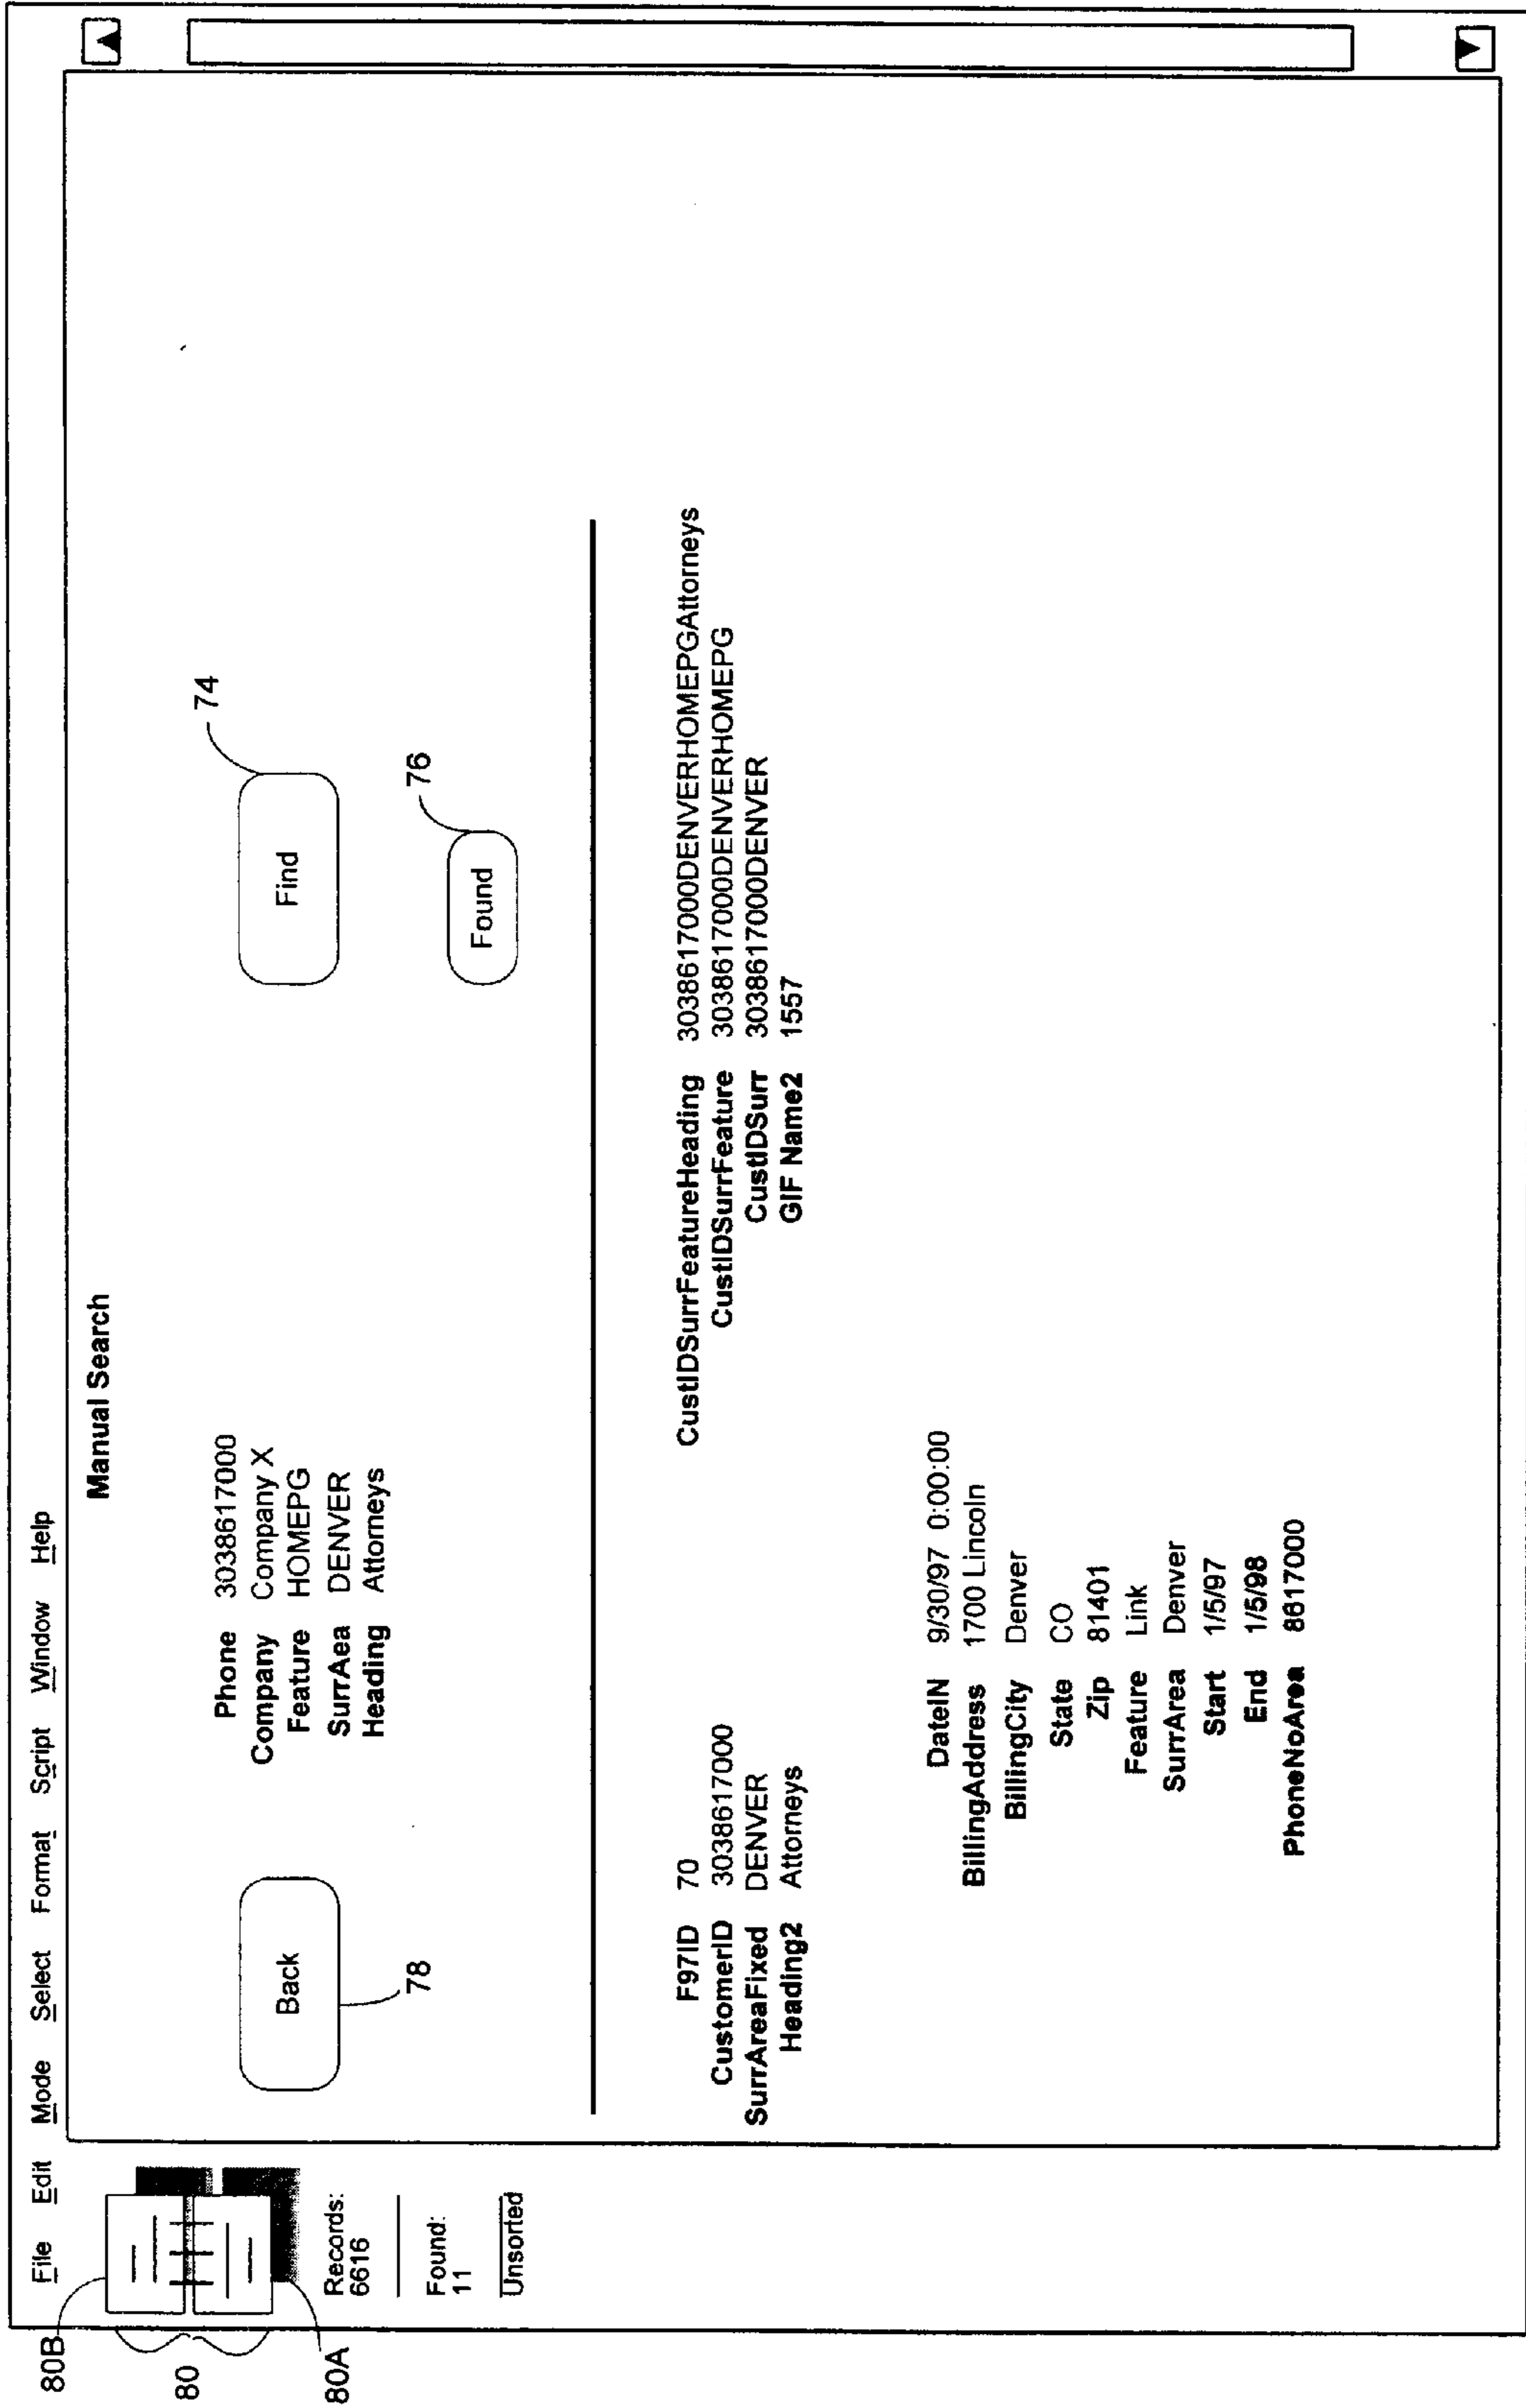 File Edit Mode Select Format Script Window Help
80B
80
80A
Records:
6616
Found:
11
Unsorted
Manual Search
Back
78
Phone 3038617000
Company Company X
Feature HOMEPG
SurrAea DENVER
Heading Attorneys
Find
74
Found
76
F97ID 70
CustomerID 3038617000
SurrAreaFixed DENVER
Heading2 Attorneys
CustIDSurrFeatureHeading 3038617000DENVERHOMEPGAttorneys
CustIDSurrFeature 3038617000DENVERHOMEPG
CustIDSurr 3038617000DENVER
GIF Name2 1557
DateIN 9/30/97 0:00:00
BillingAddress 1700 Lincoln
BillingCity Denver
State CO
Zip 81401
Feature Link
SurrArea Denver
Start 1/5/97
End 1/5/98
PhoneNoArea 8617000